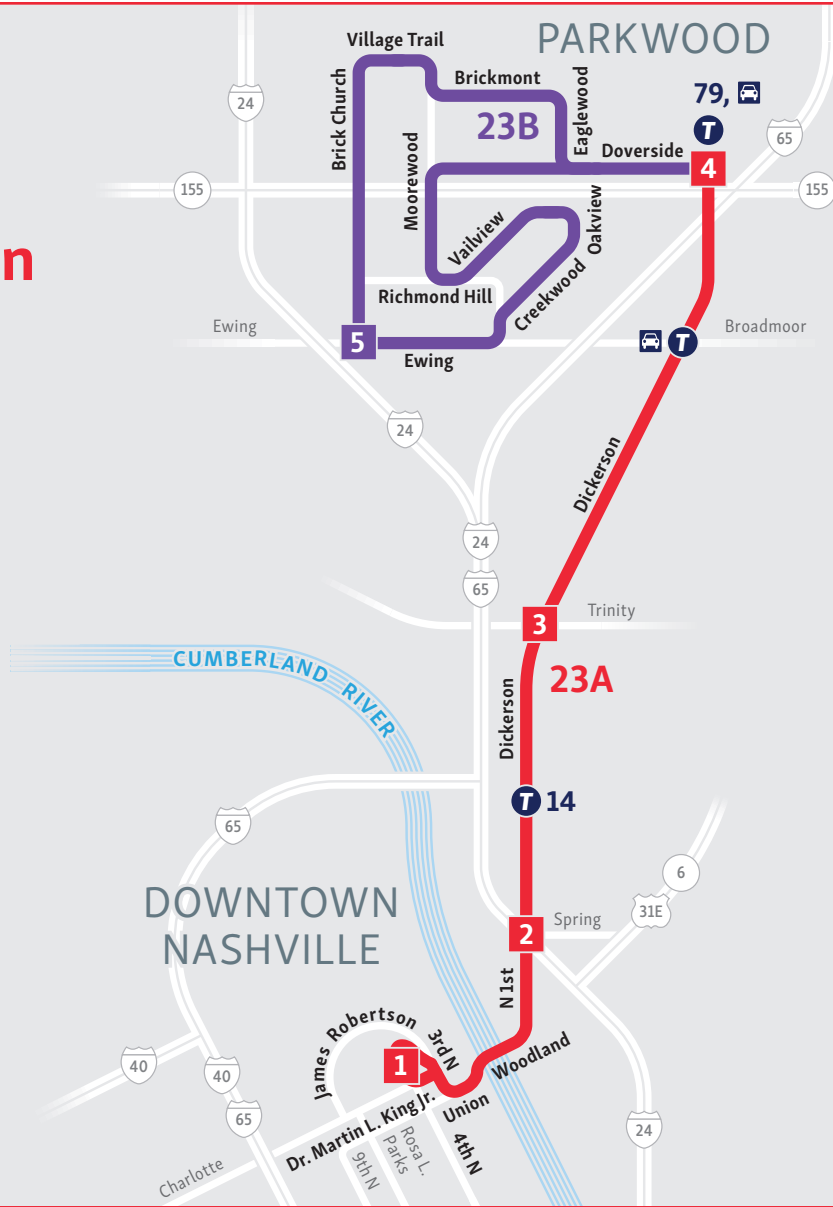 PARKWOOD
Village Trail
Brickmont
79,
T
24
Brick Church
23B
Eaglewood
65
Moorewood
Doverside
4
155
155
n
Vailview
Oakview
Richmond Hill
Creekwood
Ewing
5
Ewing
T
Broadmoor
24
Dickerson
24
65
3
Trinity
CUMBERLAND RIVER
23A
Dickerson
T 14
65
6
DOWNTOWN
NASHVILLE
31E
2
Spring
N 1st
James Robertson
3rd N
1
Woodland
40
40
Union
65
Dr. Martin L. King Jr.
4th N
24
Rosa L.
Parks
9th N
Charlotte